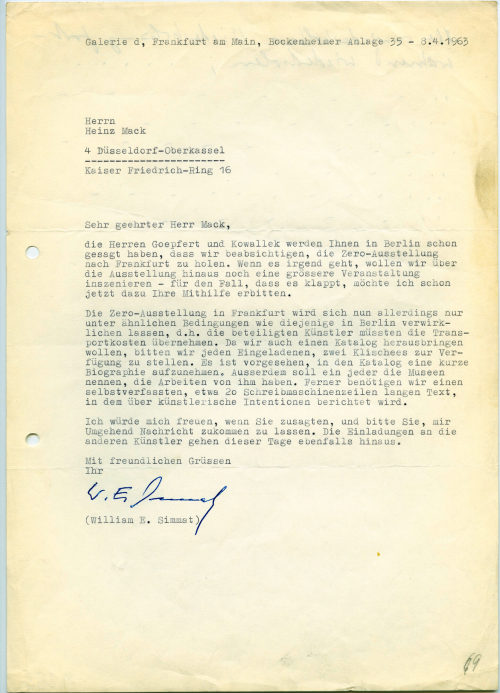 Galerie d, Frankfurt am Main, Bockenheimer Anlage 35 - 8.4.1963
Herrn
Heinz Mack
4 Düsseldorf-Oberkassel
Kaiser Friedrich-Ring 16
Sehr geehrter Herr Mack,
die Herren Goepfert und Kowallek werden Ihnen in Berlin schon
gesagt haben, dass wir beabsichtigen, die Zero-Ausstellung
nach Frankfurt zu holen. Wenn es irgend geht, wollen wir über
die Ausstellung hinaus noch eine grössere Veranstaltung
inszenieren - für den Fall, dass es klappt, möchte ich schon
jetzt dazu Ihre Mithilfe erbitten.
Die Zero-Ausstellung in Frankfurt wird sich nun allerdings nur
unter ähnlichen Bedingungen wie diejenige in Berlin verwirk-
lichen lassen, d.h. die beteiligten Künstler müssten die Trans-
portkosten übernehmen. Da wir auch einen Katalog herausbringen
wollen, bitten wir jeden Eingeladenen, zwei Klischees zur Ver-
fügung zu stellen. Es ist vorgesehen, in den Katalog eine kurze
Biographie aufzunehmen. Ausserdem soll ein jeder die Museen
nennen, die Arbeiten von ihm haben. Ferner benötigen wir einen
selbstverfassten, etwa 2o Schreibmaschinenzeilen langen Text,
in dem über künstlerische Intentionen berichtet wird.
Ich würde mich freuen, wenn Sie zusagten, und bitte Sie, mir
Umgehend Nachricht zukommen zu lassen. Die Einladungen an die
anderen Künstler gehen dieser Tage ebenfalls hinaus.
Mit freundlichen Grüssen
Ihr
W. E. Simmat
(William E. Simmat)
69